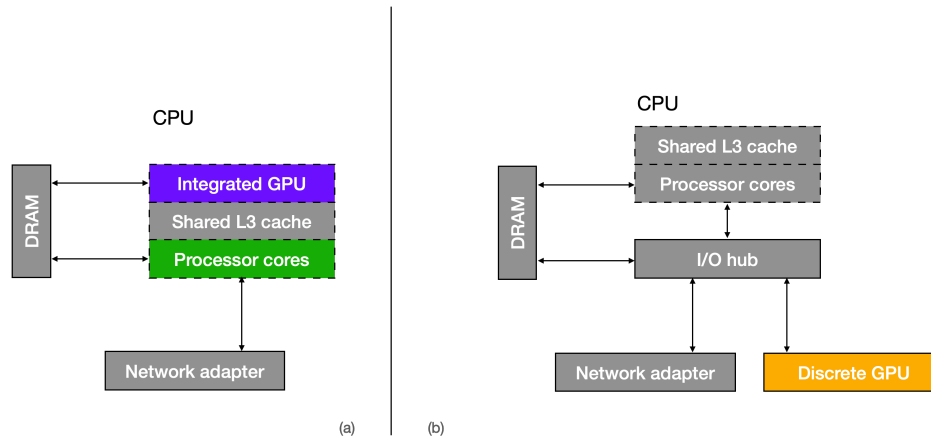 CPU
DRAM
Integrated GPU
Shared L3 cache
Processor cores
Network adapter
(a)
CPU
DRAM
Shared L3 cache
Processor cores
I/O hub
Network adapter
Discrete GPU
(b)